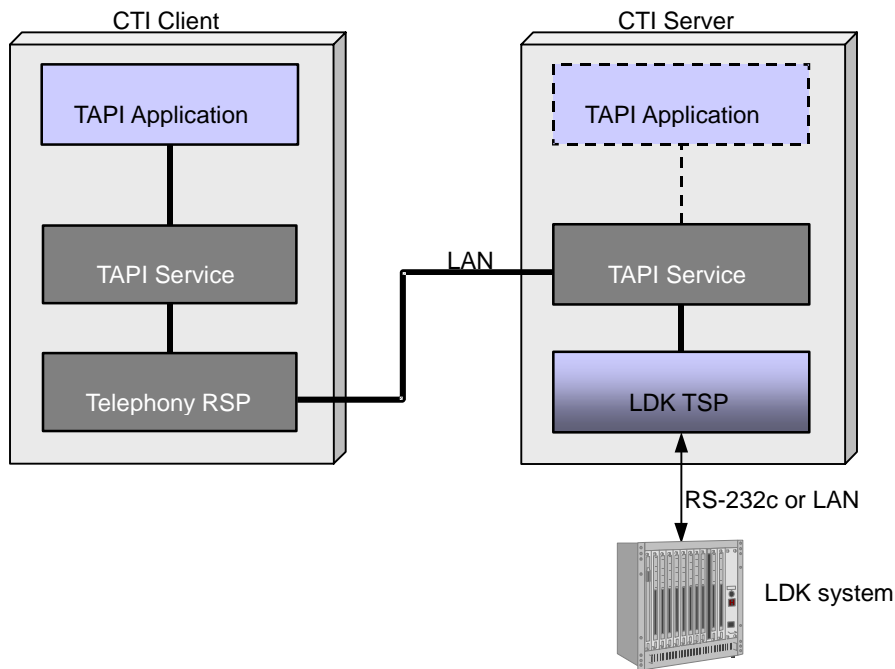 CTI Client
CTI Server
TAPI Application
TAPI Application
TAPI Service
LAN
TAPI Service
Telephony RSP
LDK TSP
RS-232c or LAN
LDK system